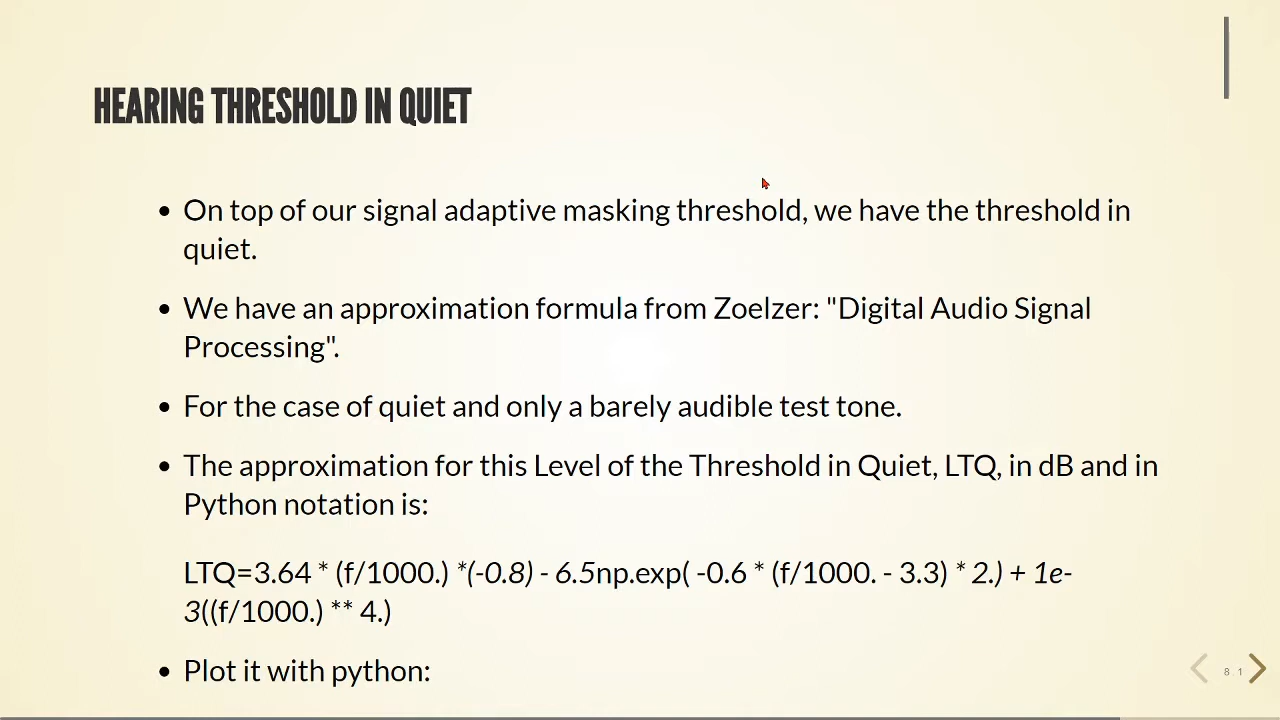 HEARING THRESHOLD IN QUIET
• On top of our signal adaptive masking threshold, we have the threshold in
quiet.
• We have an approximation formula from Zoelzer: "Digital Audio Signal
Processing".
• For the case of quiet and only a barely audible test tone.
• The approximation for this Level of the Threshold in Quiet, LTQ, in dB and in
Python notation is:
LTQ=3.64 * (f/1000.) *(-0.8) - 6.5np.exp( -0.6 * (f/1000. - 3.3) * 2.) + 1e-
3((f/1000.) ** 4.)
• Plot it with python:
8.1